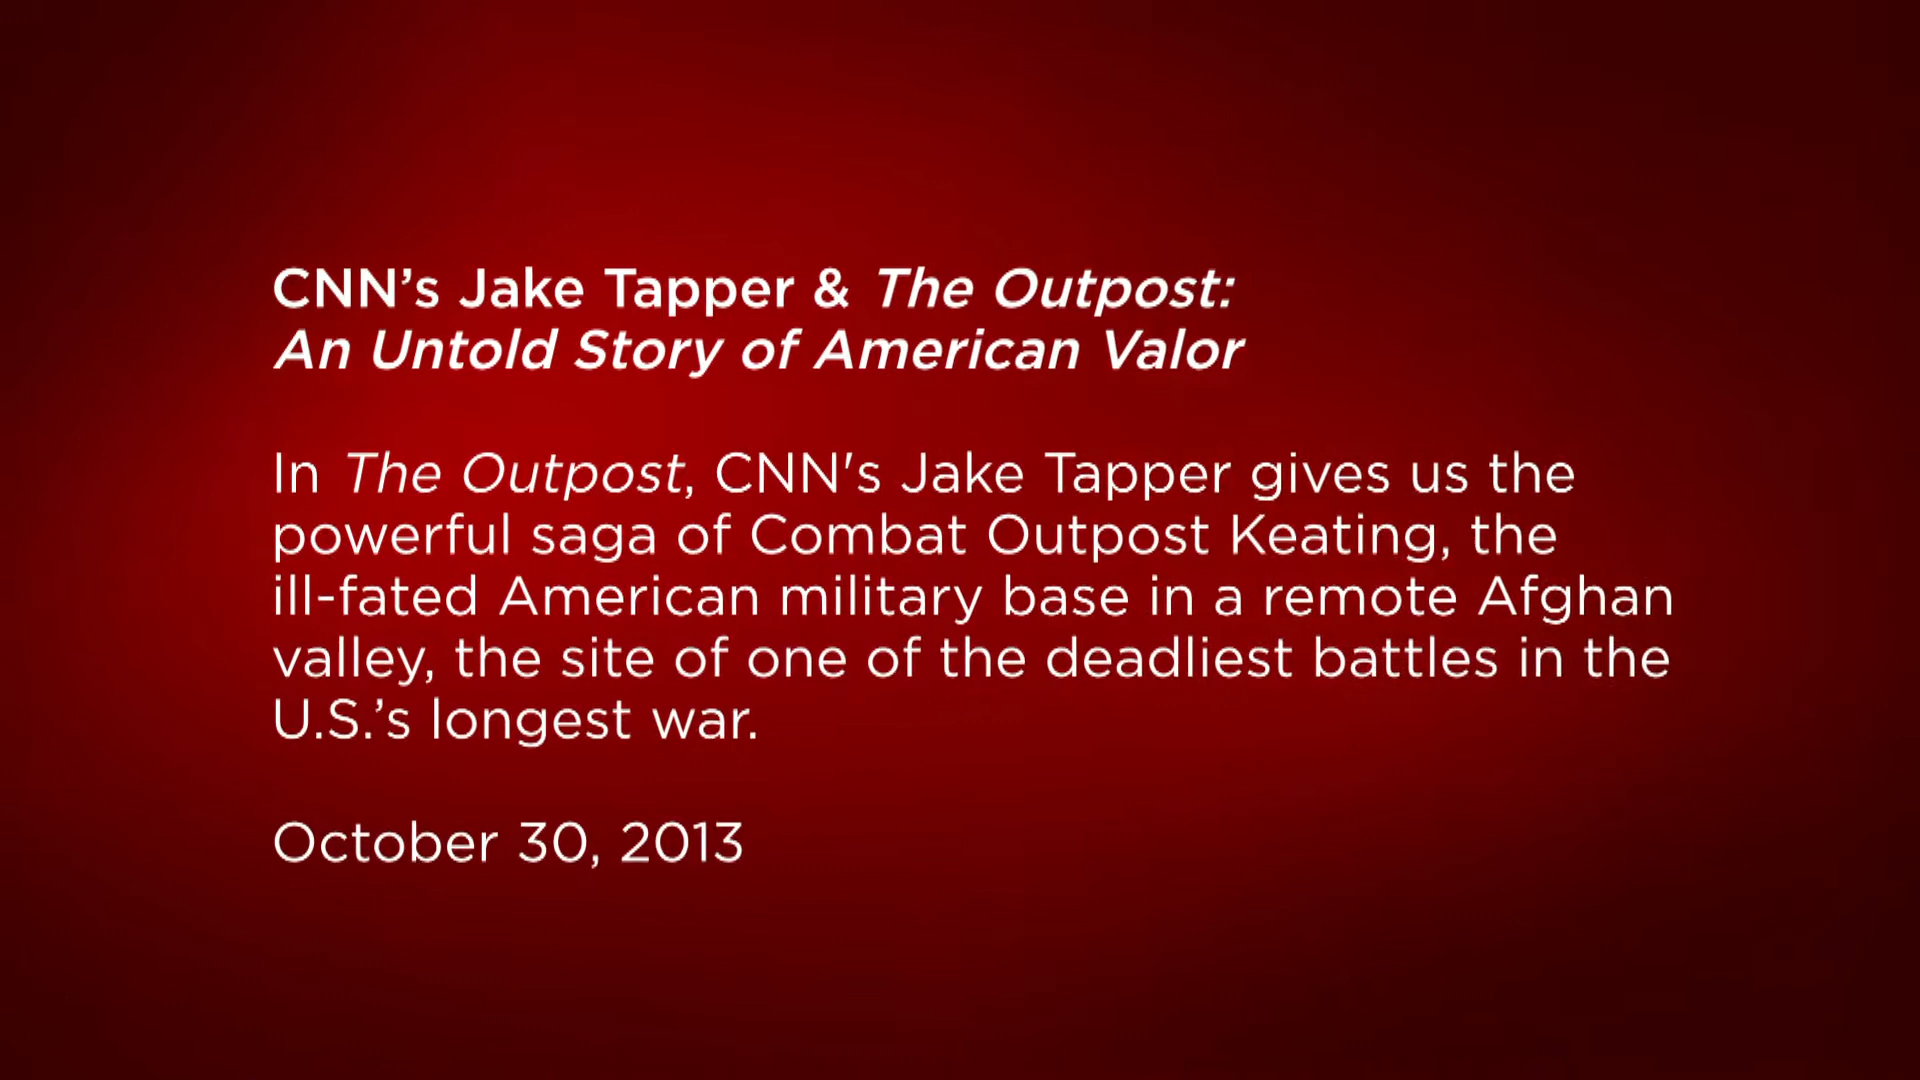 CNN’s Jake Tapper & The Outpost:
An Untold Story of American Valor
In The Outpost, CNN's Jake Tapper gives us the
powerful saga of Combat Outpost Keating, the
ill-fated American military base in a remote Afghan
valley, the site of one of the deadliest battles in the
U.S.’s longest war.
October 30, 2013